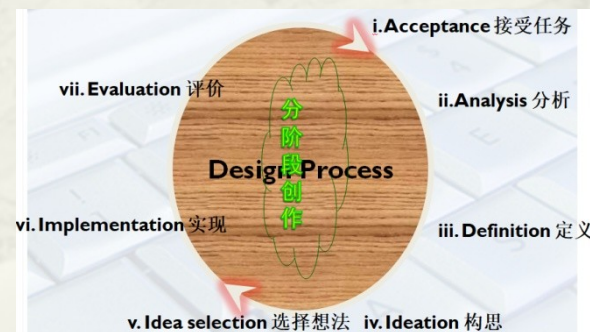 i. Acceptance 接受任务
ii. Analysis 分析
iii. Definition 定义
iv. Ideation 构思
v. Idea selection 选择想法
vi. Implementation 实现
vii. Evaluation 评价
Design Process
分阶段创作